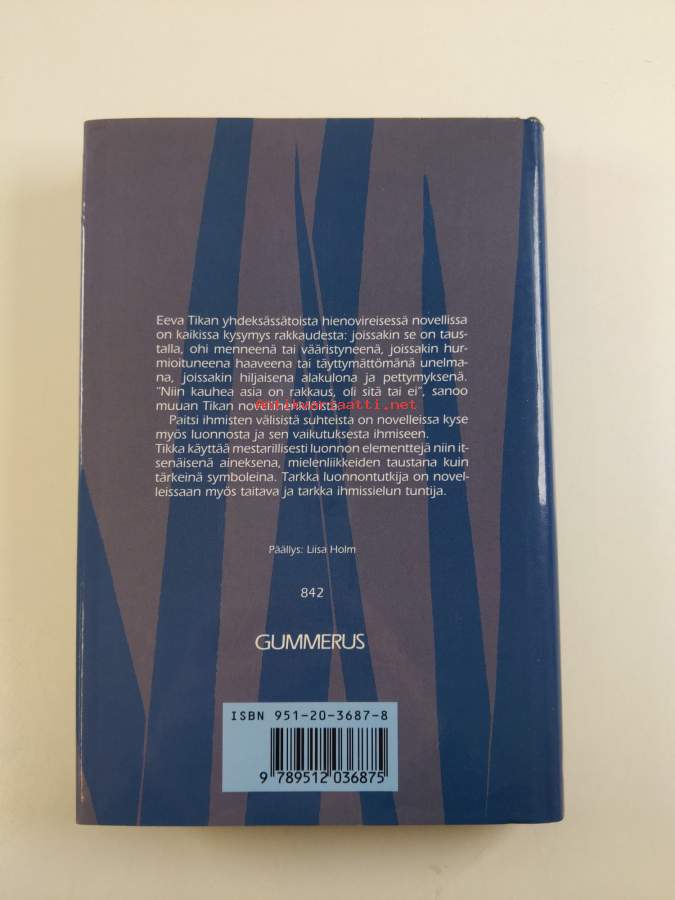 Eeva Tikan yhdeksässätoista hienovireisessä novellissa
on kaikissa kysymys rakkaudesta: joissakin se on taus-
talla, ohi menneenä tai vääristyneenä, joissakin hur-
mioituneena haaveena tai täyttymättömänä unelma-
na, joissakin hiljaisena alakulona ja pettymyksenä.
"Niin kauhea asia on rakkaus, oli sitä tai ei", sanoo
muuan Tikan novellihenkilöistä.
Paitsi ihmisten välisistä suhteista on novelleissa kyse
myös luonnosta ja sen vaikutuksesta ihmiseen.
Tikka käyttää mestarillisesti luonnon elementtejä niin it-
senäisenä aineksena, mielenliikkeiden taustana kuin
tärkeinä symboleina. Tarkka luonnontutkija on novel-
leissaan myös taitava ja tarkka ihmissielun tuntija.
Päällys: Liisa Holm
842
GUMMERUS
ISBN 951-20-3687-8
9 789512 036875